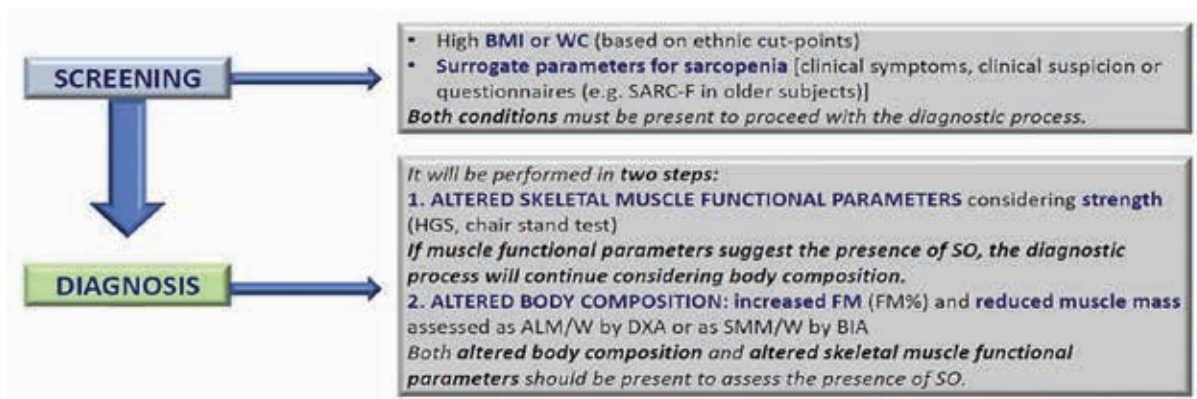 SCREENING
• High BMI or WC (based on ethnic cut-points)
• Surrogate parameters for sarcopenia [clinical symptoms, clinical suspicion or
questionnaires (e.g. SARC-F in older subjects)]
Both conditions must be present to proceed with the diagnostic process.
DIAGNOSIS
It will be performed in two steps:
1. ALTERED SKELETAL MUSCLE FUNCTIONAL PARAMETERS considering strength
(HGS, chair stand test)
If muscle functional parameters suggest the presence of SO, the diagnostic
process will continue considering body composition.
2. ALTERED BODY COMPOSITION: increased FM (FM%) and reduced muscle mass
assessed as ALM/W by DXA or as SMM/W by BIA
Both altered body composition and altered skeletal muscle functional
parameters should be present to assess the presence of SO.